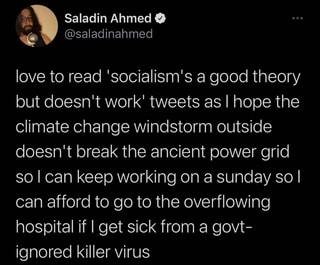 Saladin Ahmed
@saladinahmed
love to read 'socialism's a good theory
but doesn't work' tweets as I hope the
climate change windstorm outside
doesn't break the ancient power grid
so I can keep working on a sunday so I
can afford to go to the overflowing
hospital if I get sick from a govt-
ignored killer virus